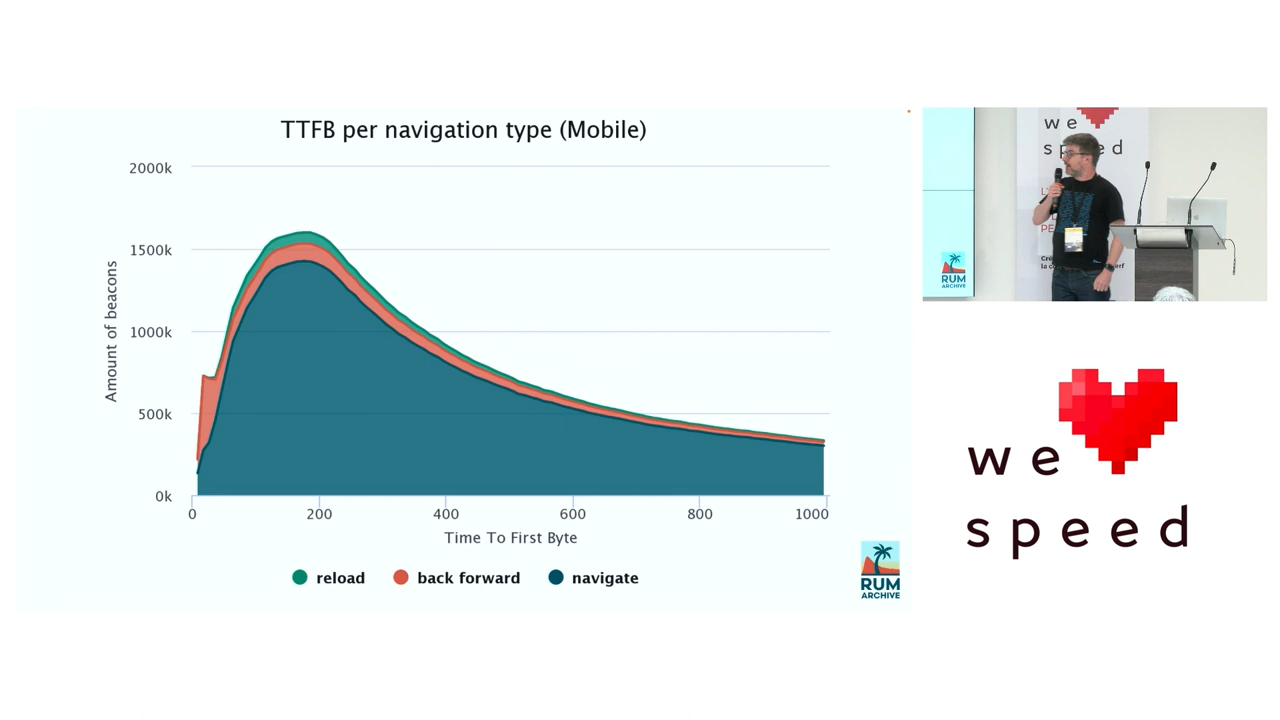 TTFB per navigation type (Mobile)
2000k
1500k
1000k
500k
0k
Amount of beacons
0 200 400 600 800 1000
Time To First Byte
reload back forward navigate
RUM
ARCHIVE
we
RUM
ARCHIVE
we
speed